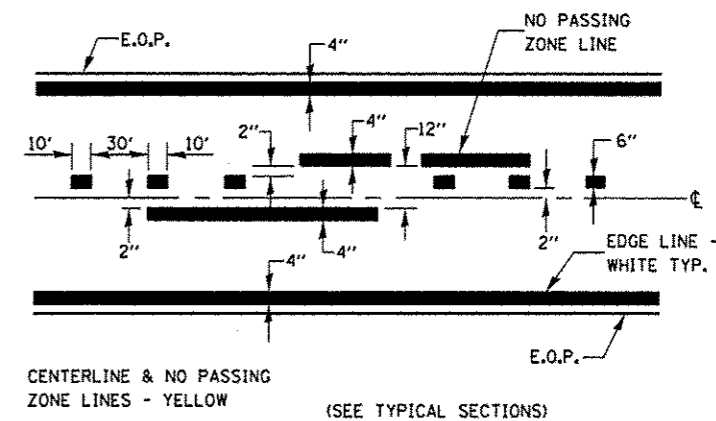 E.O.P.
4"
NO PASSING
ZONE LINE
10'
30'
10'
2"
4"
12"
6"
℄
2"
4"
2"
EDGE LINE -
WHITE TYP.
4"
E.O.P.
CENTERLINE & NO PASSING
ZONE LINES - YELLOW
(SEE TYPICAL SECTIONS)